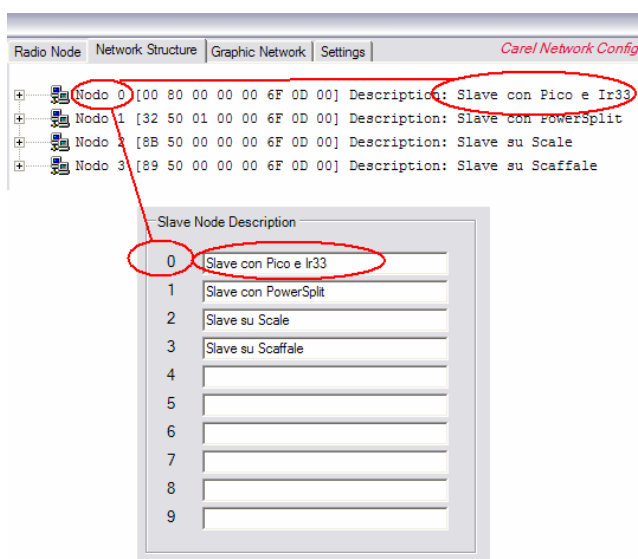 Radio Node Network Structure Graphic Network Settings Carel Network Config
Nodo 0 [00 80 00 00 00 6F 0D 00] Description: Slave con Pico e Ir33
Nodo 1 [32 50 01 00 00 6F 0D 00] Description: Slave con PowerSplit
Nodo 2 [8B 50 00 00 00 6F 0D 00] Description: Slave su Scale
Nodo 3 [89 50 00 00 00 6F 0D 00] Description: Slave su Scaffale
Slave Node Description
0 Slave con Pico e Ir33
1 Slave con PowerSplit
2 Slave su Scale
3 Slave su Scaffale
4
5
6
7
8
9